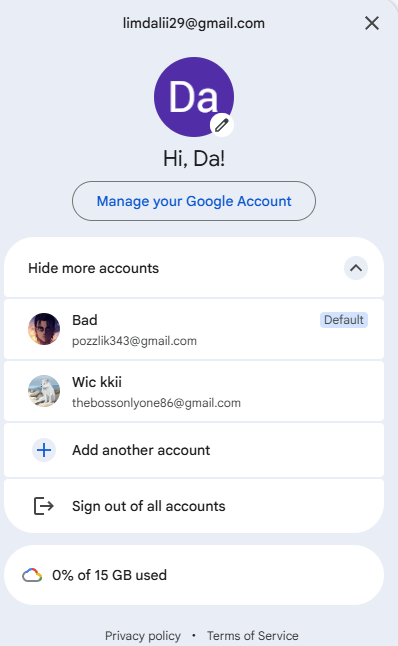 limdalii29@gmail.com
Da
Hi, Da!
Manage your Google Account
Hide more accounts
Bad
Default
pozzlik343@gmail.com
Wic kkii
thebossonlyone86@gmail.com
Add another account
Sign out of all accounts
0% of 15 GB used
Privacy policy • Terms of Service